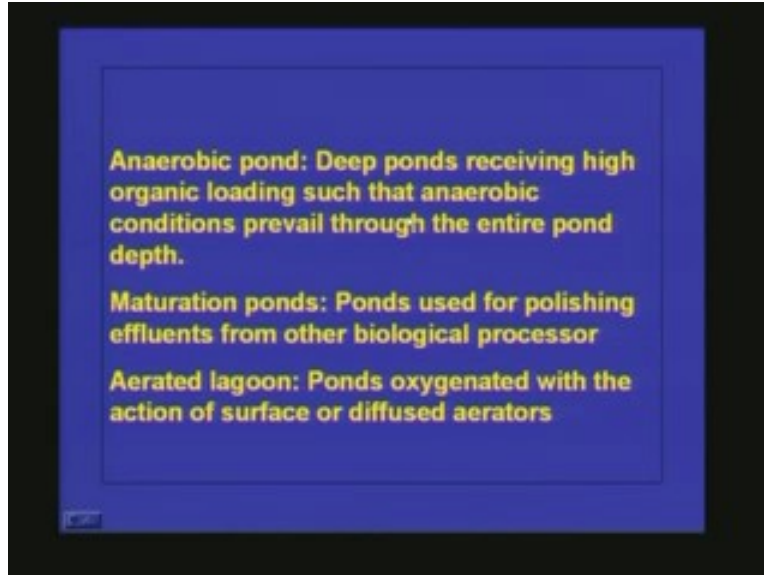 Anaerobic pond: Deep ponds receiving high
organic loading such that anaerobic
conditions prevail through the entire pond
depth.
Maturation ponds: Ponds used for polishing
effluents from other biological processor
Aerated lagoon: Ponds oxygenated with the
action of surface or diffused aerators